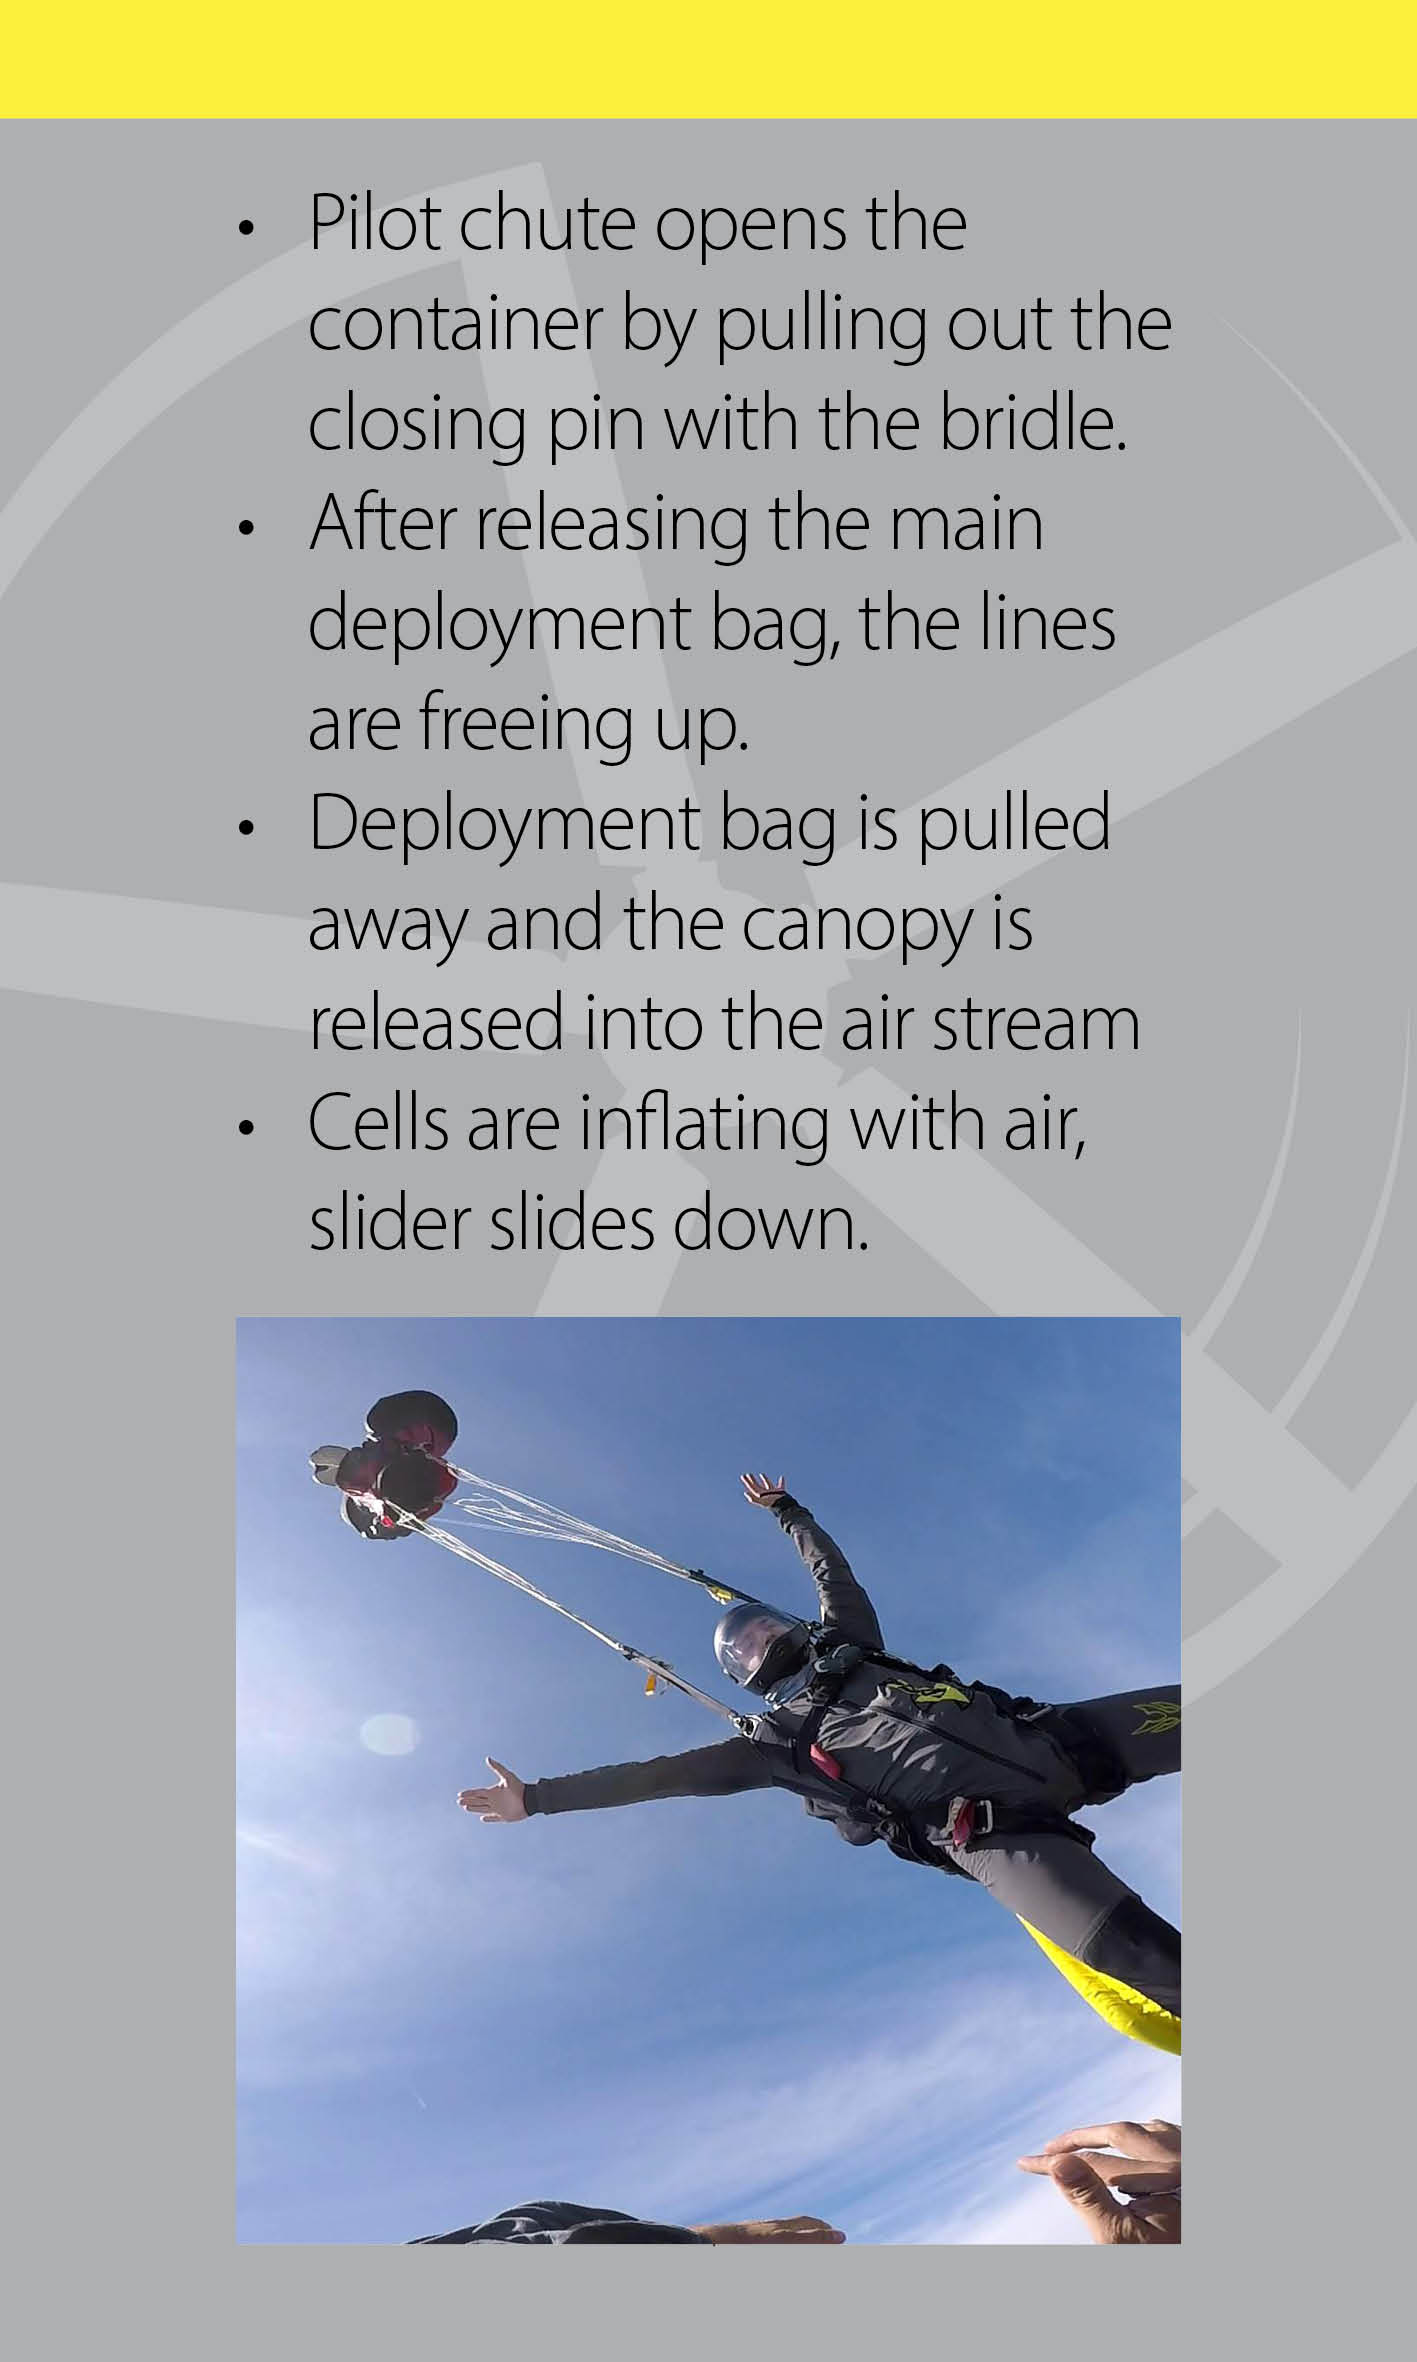 • Pilot chute opens the
container by pulling out the
closing pin with the bridle.
• After releasing the main
deployment bag, the lines
are freeing up.
• Deployment bag is pulled
away and the canopy is
released into the air stream
• Cells are inflating with air,
slider slides down.